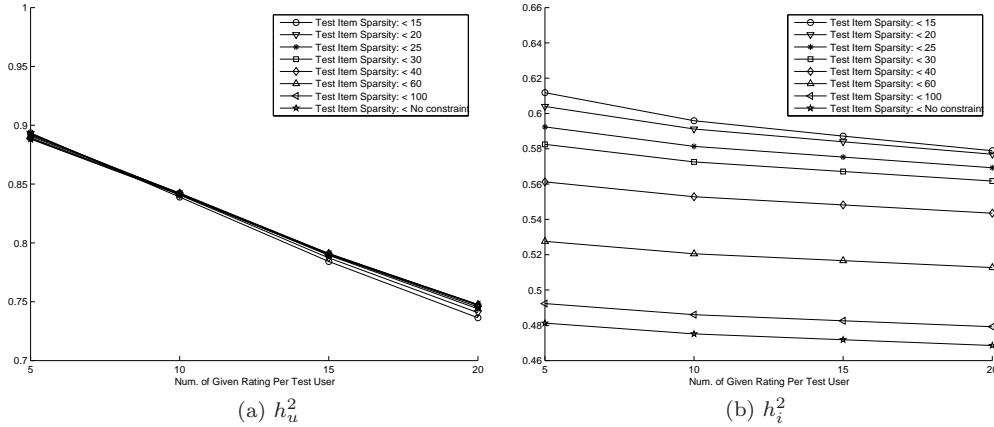 1
0.95
0.9
0.85
0.8
0.75
0.7
5
10
15
20
Num. of Given Rating Per Test User
Test Item Sparsity: < 15
Test Item Sparsity: < 20
Test Item Sparsity: < 25
Test Item Sparsity: < 30
Test Item Sparsity: < 40
Test Item Sparsity: < 60
Test Item Sparsity: < 100
Test Item Sparsity: < No constraint
(a) h_u^2
0.66
0.64
0.62
0.6
0.58
0.56
0.54
0.52
0.5
0.48
0.46
5
10
15
20
Num. of Given Rating Per Test User
Test Item Sparsity: < 15
Test Item Sparsity: < 20
Test Item Sparsity: < 25
Test Item Sparsity: < 30
Test Item Sparsity: < 40
Test Item Sparsity: < 60
Test Item Sparsity: < 100
Test Item Sparsity: < No constraint
(b) h_i^2